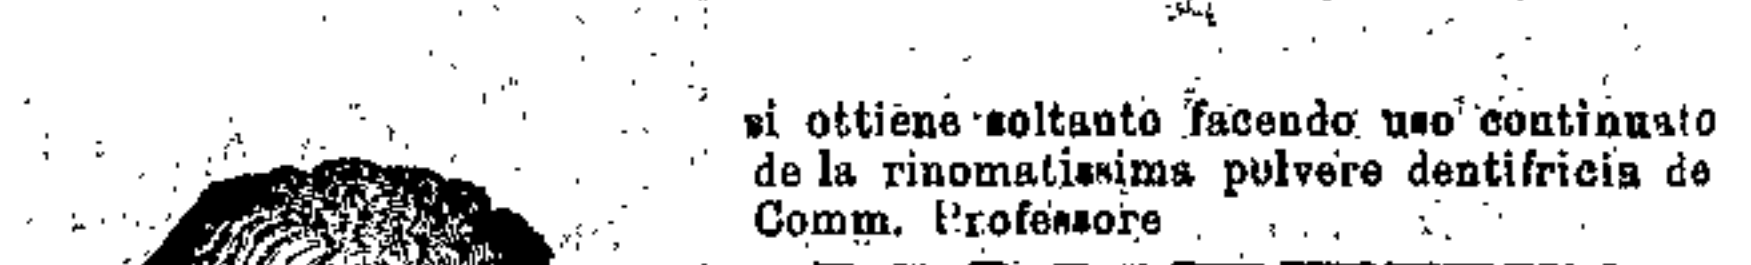 si ottiene soltanto facendo uso continuato
de la rinomatissima pulvere dentifricia de
Comm. Professore